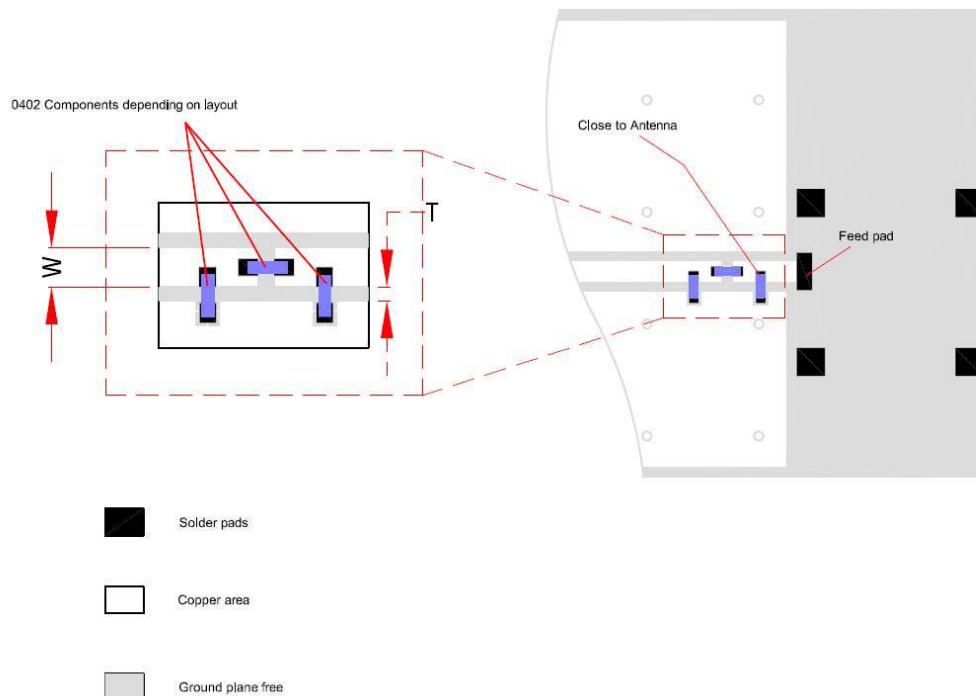 0402 Components depending on layout
Close to Antenna
T
Feed pad
W
Solder pads
Copper area
Ground plane free